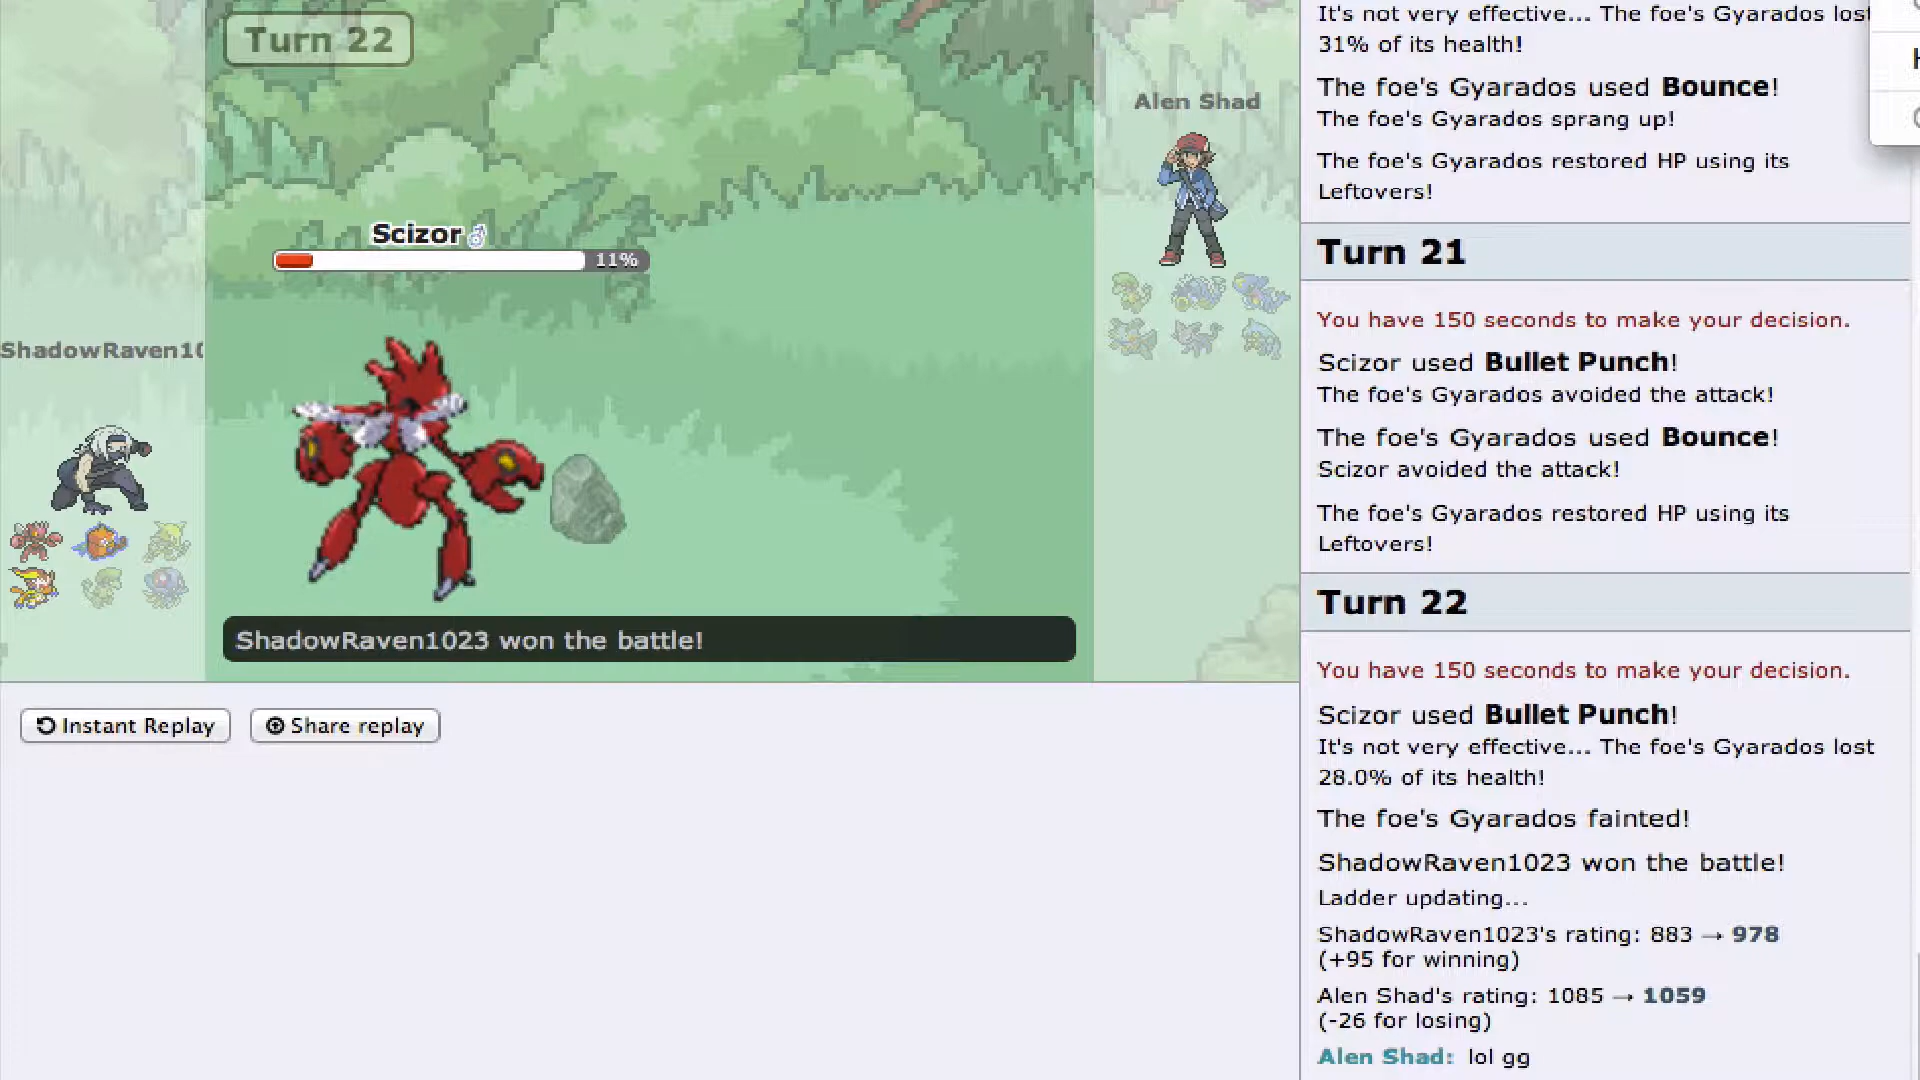 Turn 22
Alen Shad
Scizor♂
11%
ShadowRaven10
ShadowRaven1023 won the battle!
Instant Replay
Share replay
It's not very effective... The foe's Gyarados lost
31% of its health!
The foe's Gyarados used Bounce!
The foe's Gyarados sprang up!
The foe's Gyarados restored HP using its
Leftovers!
Turn 21
You have 150 seconds to make your decision.
Scizor used Bullet Punch!
The foe's Gyarados avoided the attack!
The foe's Gyarados used Bounce!
Scizor avoided the attack!
The foe's Gyarados restored HP using its
Leftovers!
Turn 22
You have 150 seconds to make your decision.
Scizor used Bullet Punch!
It's not very effective... The foe's Gyarados lost
28.0% of its health!
The foe's Gyarados fainted!
ShadowRaven1023 won the battle!
Ladder updating...
ShadowRaven1023's rating: 883 → 978
(+95 for winning)
Alen Shad's rating: 1085 → 1059
(-26 for losing)
Alen Shad: lol gg